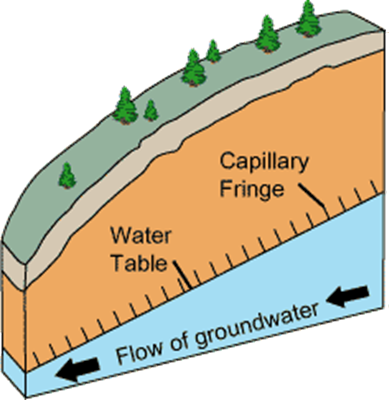 Capillary
Fringe
Water
Table
Flow of groundwater